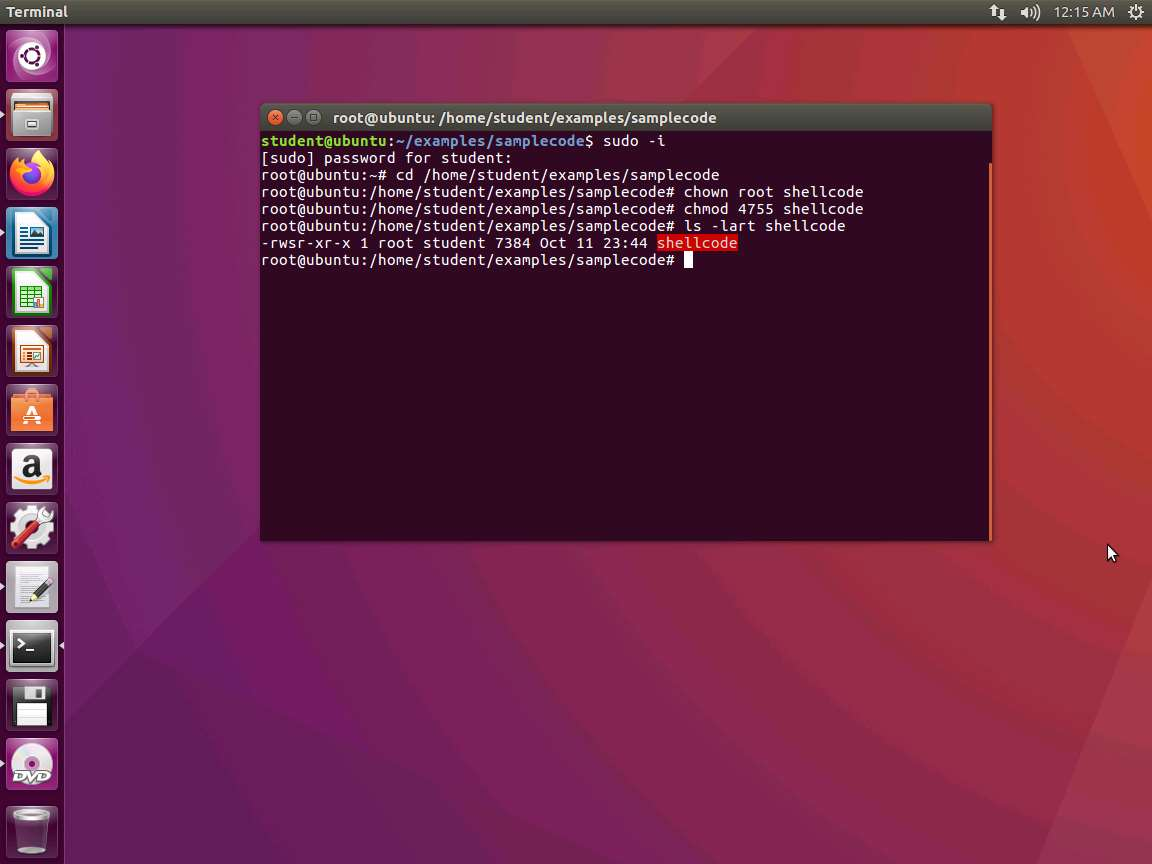 Terminal
12:15 AM
root@ubuntu: /home/student/examples/samplecode
student@ubuntu:~/examples/samplecode$ sudo -i
[sudo] password for student:
root@ubuntu:~# cd /home/student/examples/samplecode
root@ubuntu:/home/student/examples/samplecode# chown root shellcode
root@ubuntu:/home/student/examples/samplecode# chmod 4755 shellcode
root@ubuntu:/home/student/examples/samplecode# ls -lart shellcode
-rwsr-xr-x 1 root student 7384 Oct 11 23:44 shellcode
root@ubuntu:/home/student/examples/samplecode#
A
a
>_
DVD